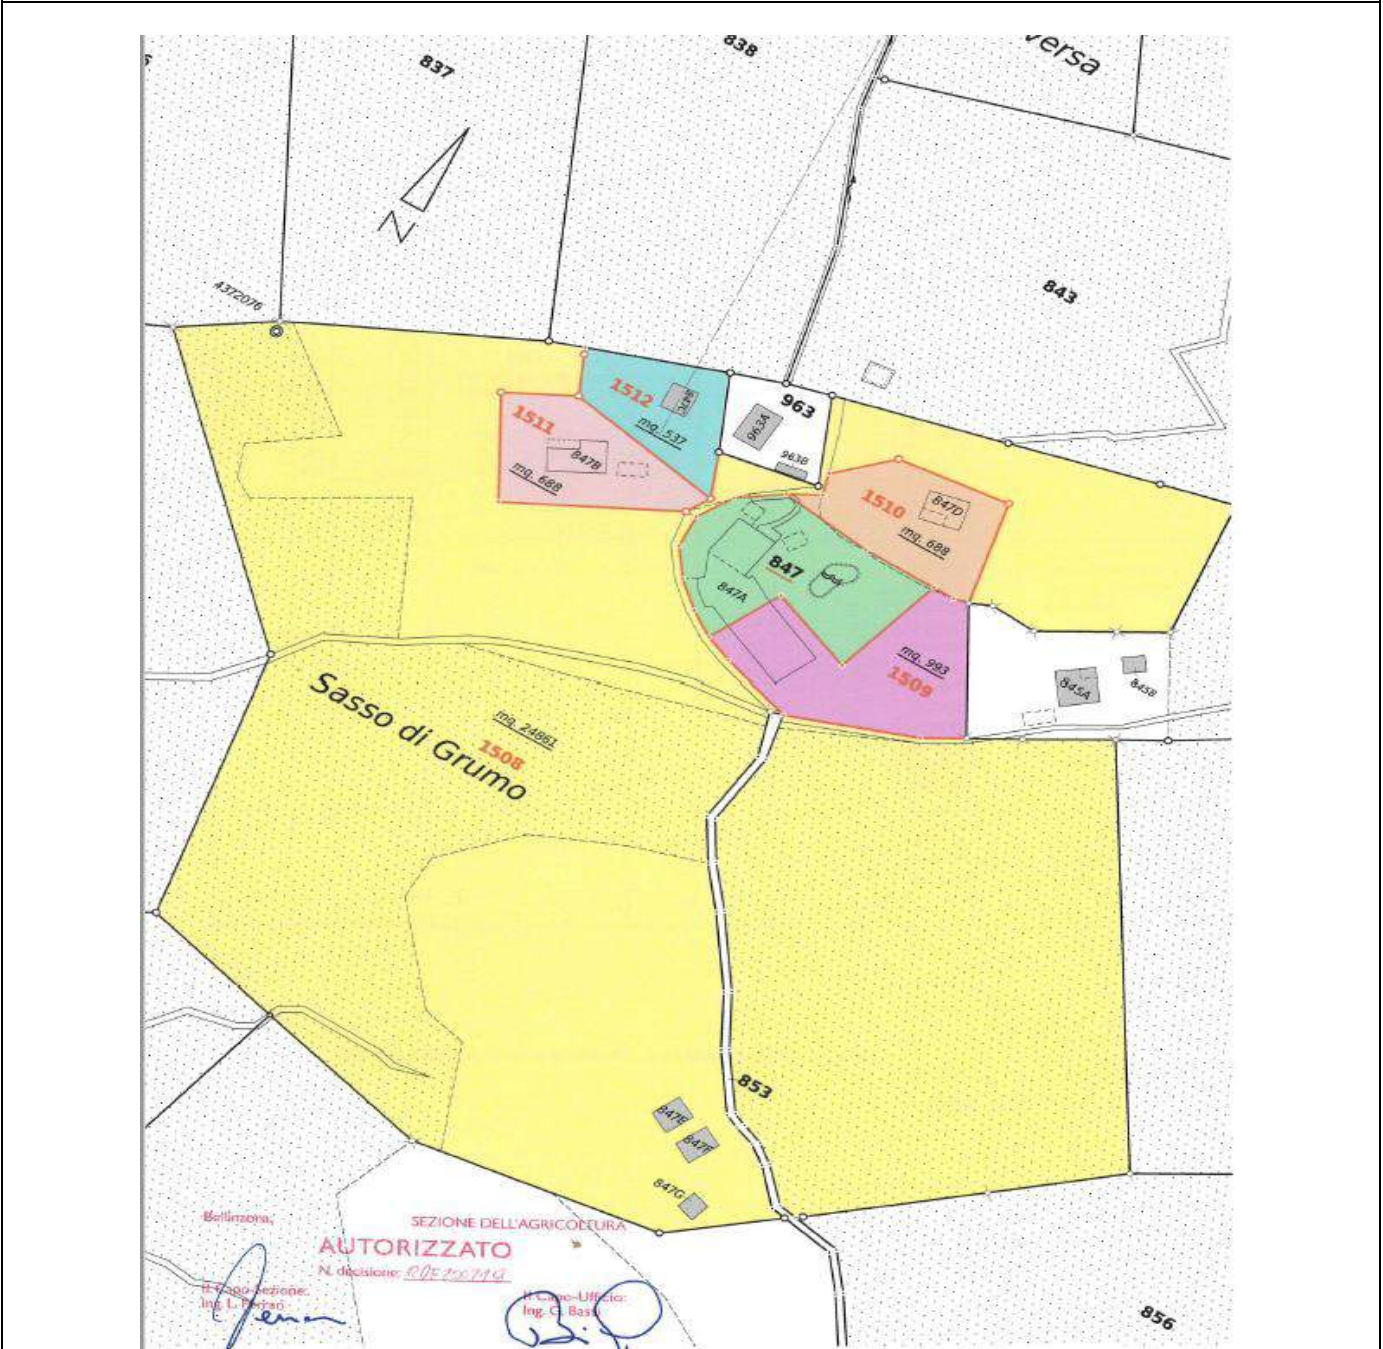 837
838
versa
N
843
4372076
1512
847C
mq. 537
963
963A
963B
1511
847B
mq. 688
1510
847D
mq. 688
847
847A
mq. 993
1509
845A
845B
Sasso di Grumo
mq. 24861
1508
853
847E
847F
847G
856
Bellinzona,
SEZIONE DELL'AGRICOLTURA
AUTORIZZATO
N. decisione:
Il Capo-Sezione:
Ing. L. Ferrari
Il Capo-Ufficio:
Ing. G. Bassi